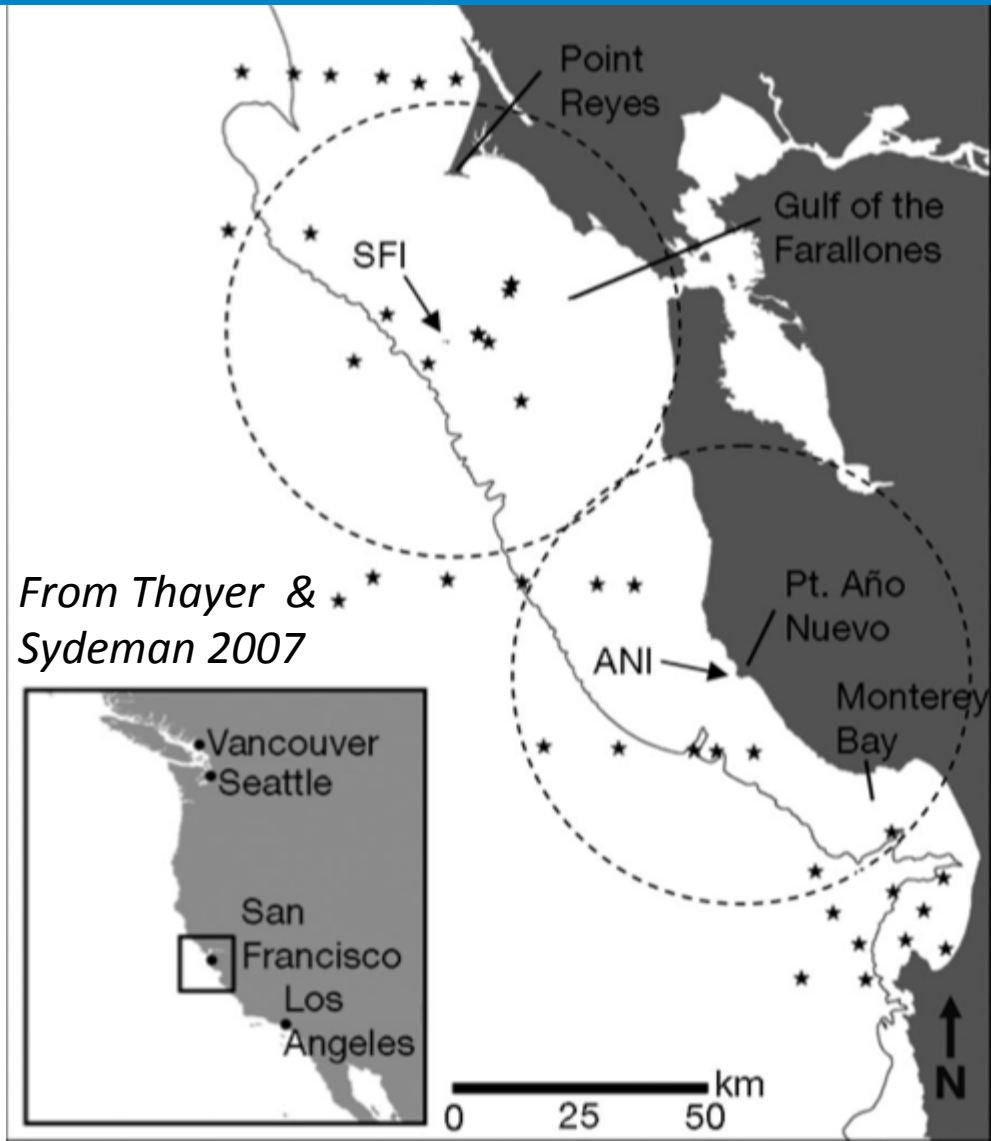 Point
Reyes
Gulf of the
Farallones
SFI
From Thayer &
Sydeman 2007
Pt. Año
Nuevo
ANI
Monterey
Bay
Vancouver
Seattle
San
Francisco
Los
Angeles
km
0 25 50
N